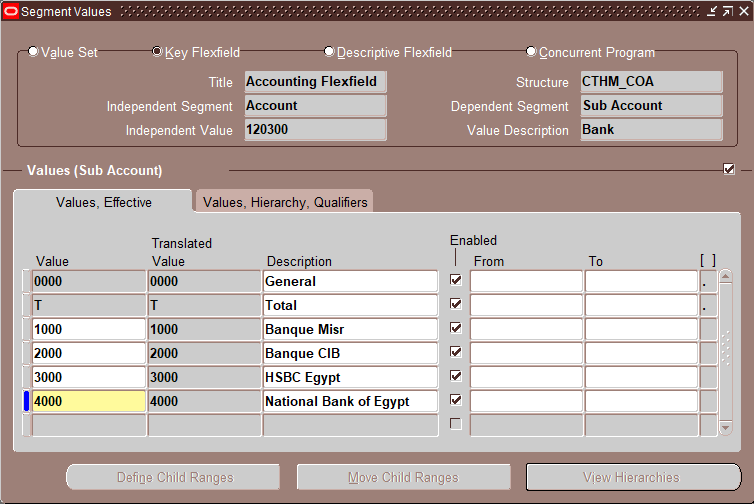 Segment Values
Value Set Key Flexfield Descriptive Flexfield Concurrent Program
Title Accounting Flexfield Structure CTHM_COA
Independent Segment Account Dependent Segment Sub Account
Independent Value 120300 Value Description Bank
Values (Sub Account)
Values, Effective Values, Hierarchy, Qualifiers
Translated Enabled
Value Value Description From To [ ]
0000 0000 General .
T T Total .
1000 1000 Banque Misr
2000 2000 Banque CIB
3000 3000 HSBC Egypt
4000 4000 National Bank of Egypt
Define Child Ranges Move Child Ranges View Hierarchies